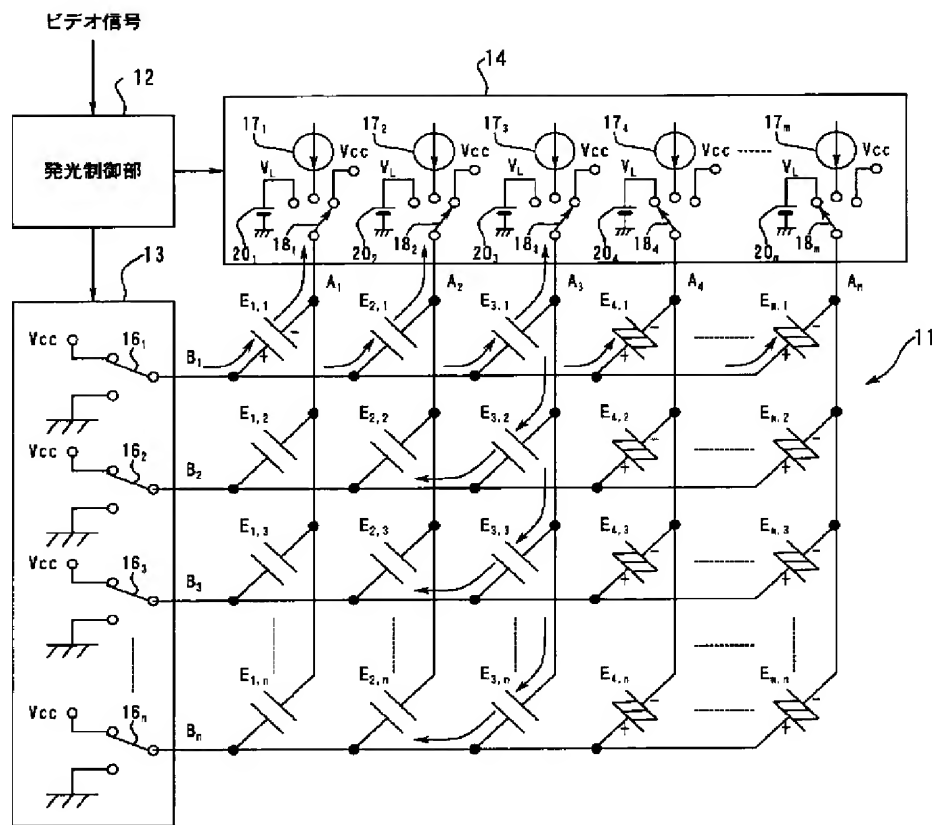 ビデオ信号
12
発光制御部
14
17₁ 17₂ 17₃ 17₄ 17ₘ
Vcc Vcc Vcc Vcc
V_L V_L V_L V_L V_L
20₁ 18₁ 20₂ 18₂ 20₃ 18₃ 20₄ 18₄ 20ₘ 18ₘ
13
A₁ A₂ A₃ A₄ Aₘ
E₁,₁ E₂,₁ E₃,₁ E₄,₁ Eₘ,₁
Vcc 16₁ B₁ + - - + - +
11
E₁,₂ E₂,₂ E₃,₂ E₄,₂ Eₘ,₂
Vcc 16₂ B₂ - + - +
E₁,₃ E₂,₃ E₃,₃ E₄,₃ Eₘ,₃
Vcc 16₃ B₃ - + - +
E₁,ₙ E₂,ₙ E₃,ₙ E₄,ₙ Eₘ,ₙ
Vcc 16ₙ Bₙ - + - +